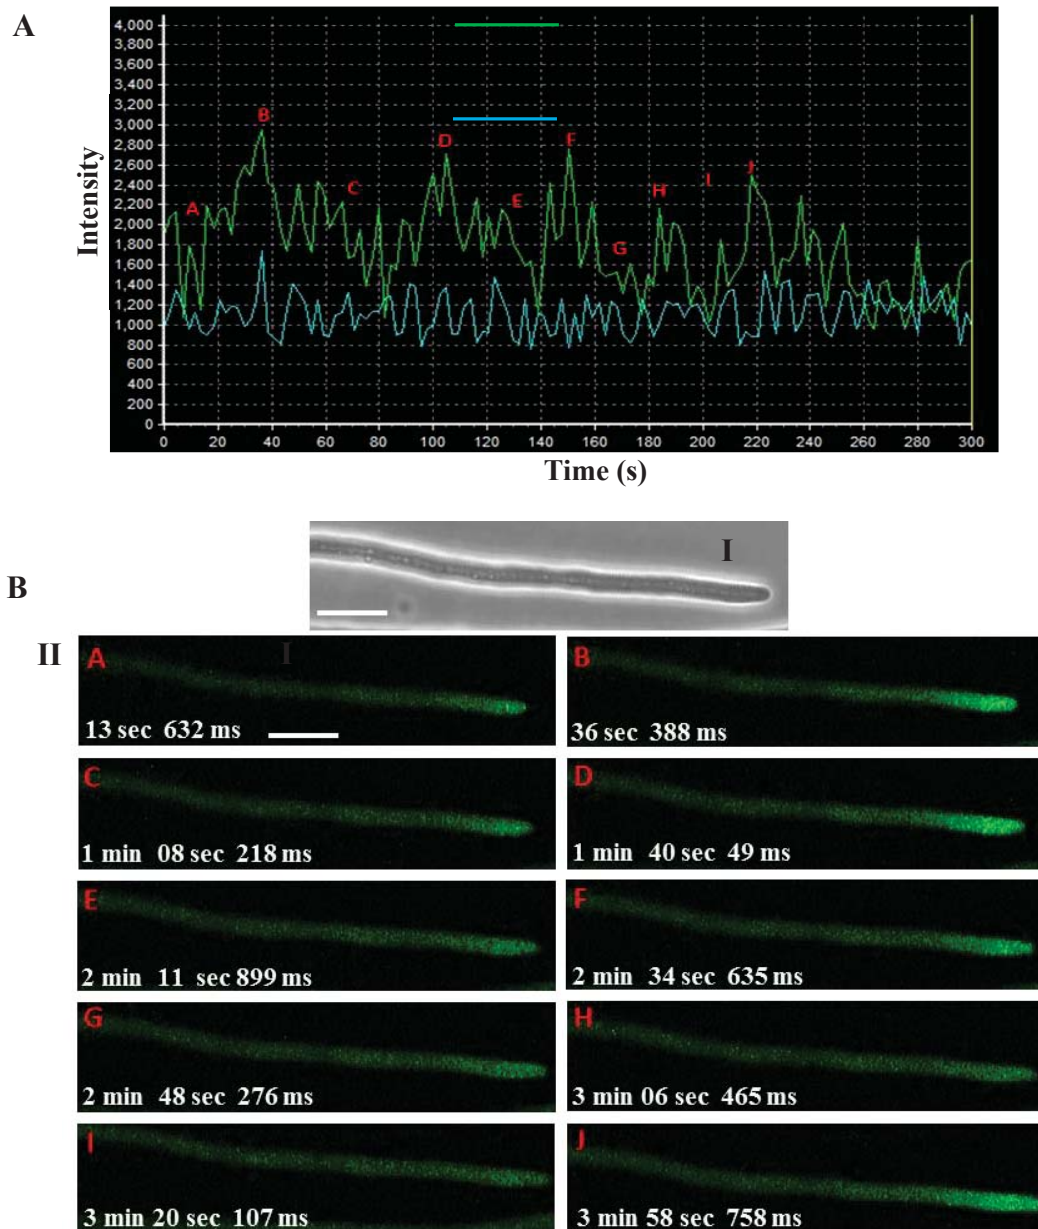 A
Intensity
4,000
3,800
3,600
3,400
3,200
3,000
2,800
2,600
2,400
2,200
2,000
1,800
1,600
1,400
1,200
1,000
800
600
400
200
0
A
B
C
D
E
F
G
H
I
J
0 20 40 60 80 100 120 140 160 180 200 220 240 260 280 300
Time (s)
B
I
II
A I
13 sec 632 ms
B
36 sec 388 ms
C
1 min 08 sec 218 ms
D
1 min 40 sec 49 ms
E
2 min 11 sec 899 ms
F
2 min 34 sec 635 ms
G
2 min 48 sec 276 ms
H
3 min 06 sec 465 ms
I
3 min 20 sec 107 ms
J
3 min 58 sec 758 ms